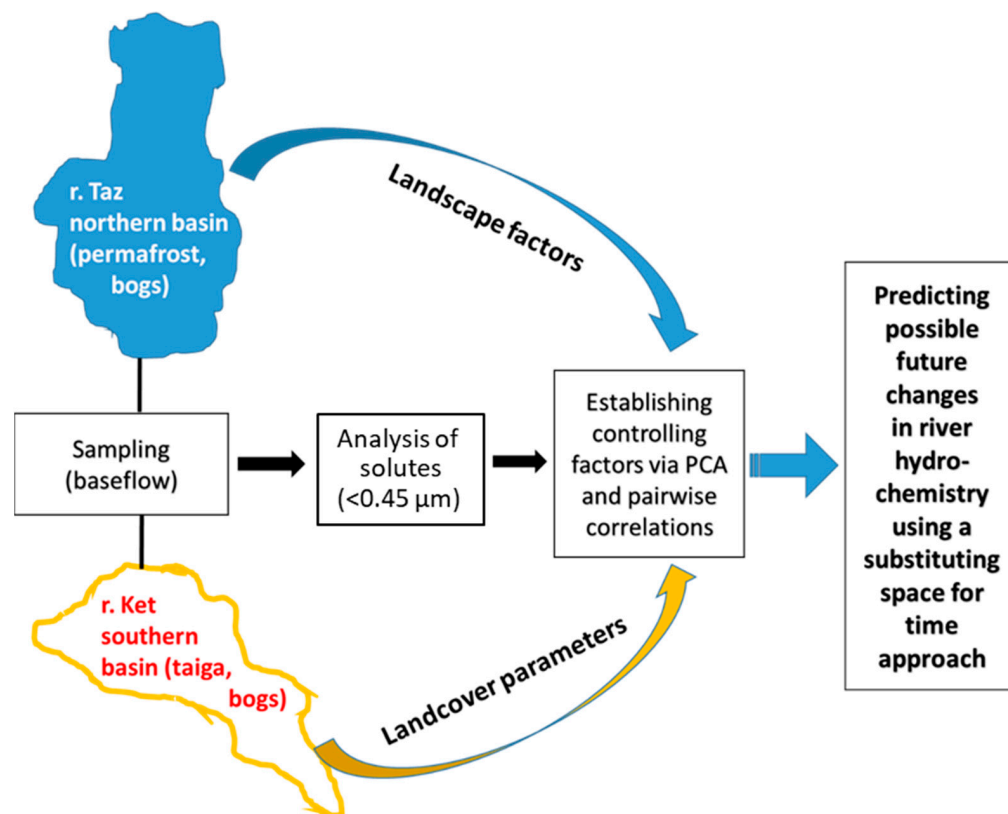 r. Taz
northern basin
(permafrost,
bogs)
Landscape factors
Sampling
(baseflow)
Analysis of
solutes
(<0.45 µm)
Establishing
controlling
factors via PCA
and pairwise
correlations
Predicting
possible
future
changes
in river
hydro-
chemistry
using a
substituting
space for
time
approach
r. Ket
southern
basin (taiga,
bogs)
Landcover parameters